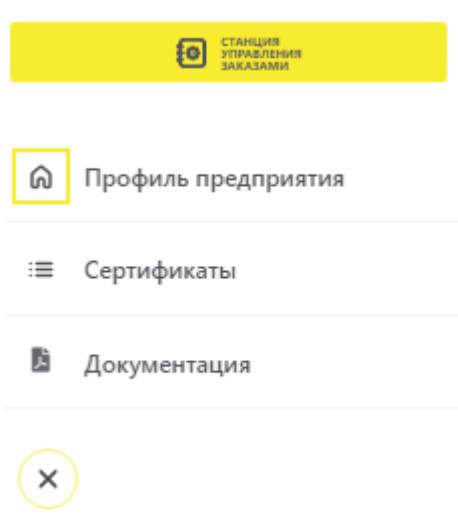 СТАНЦИЯ
УПРАВЛЕНИЯ
ЗАКАЗАМИ
Профиль предприятия
Сертификаты
Документация